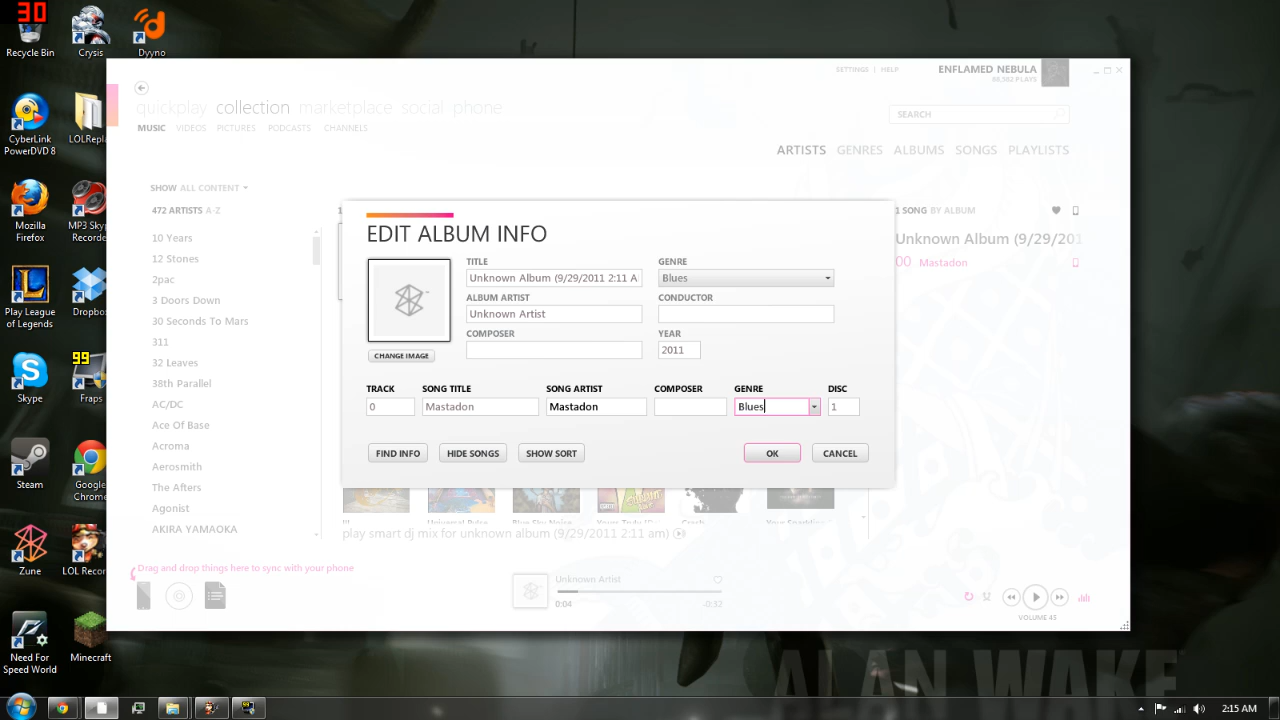 30
Recycle Bin
Crysis
Dyyno
CyberLink
PowerDVD 8
LOLRepla
Mozilla
Firefox
MP3 Skyp
Recorde
Play League
of Legends
Dropbo
99
Skype
Fraps
Steam
Google
Chrome
Zune
LOL Recor
Need For
Speed World
Minecraft
SETTINGS | HELP
ENFLAMED NEBULA
PLAYS
quickplay collection marketplace social phone
MUSIC VIDEOS PICTURES PODCASTS CHANNELS
SEARCH
ARTISTS GENRES ALBUMS SONGS PLAYLISTS
SHOW ALL CONTENT
472 ARTISTS A-Z
10 Years
12 Stones
2pac
3 Doors Down
30 Seconds To Mars
311
32 Leaves
38th Parallel
AC/DC
Ace Of Base
Acroma
Aerosmith
The Afters
Agonist
AKIRA YAMAOKA
1 SONG BY ALBUM
Unknown Album (9/29/201
00 Mastadon
EDIT ALBUM INFO
TITLE
Unknown Album (9/29/2011 2:11 A
GENRE
Blues
ALBUM ARTIST
Unknown Artist
CONDUCTOR
COMPOSER
YEAR
2011
CHANGE IMAGE
TRACK SONG TITLE SONG ARTIST COMPOSER GENRE DISC
0 Mastadon Mastadon Blues 1
FIND INFO HIDE SONGS SHOW SORT OK CANCEL
play smart dj mix for unknown album (9/29/2011 2:11 am)
Drag and drop things here to sync with your phone
Unknown Artist
0:04 -0:32
VOLUME 45
ALAN WAKE
2:15 AM